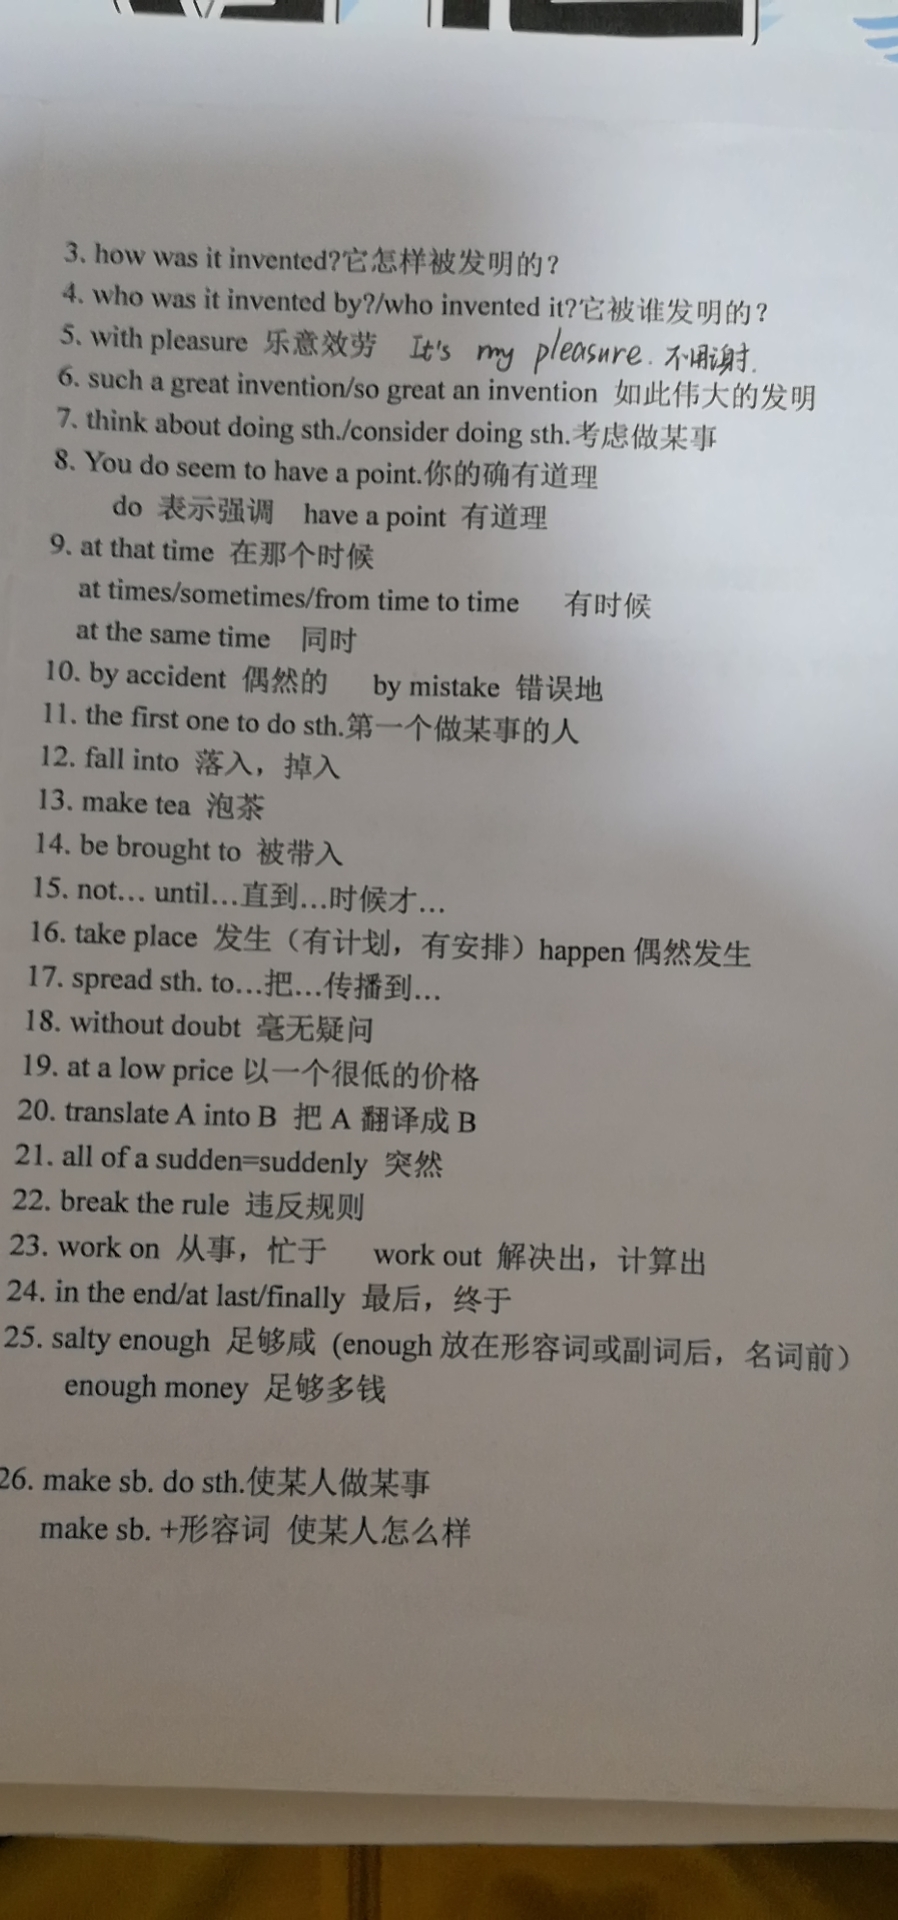 3. how was it invented?它怎样被发明的？
4. who was it invented by?/who invented it?它被谁发明的？
5. with pleasure 乐意效劳 It's my pleasure. 不用谢.
6. such a great invention/so great an invention 如此伟大的发明
7. think about doing sth./consider doing sth.考虑做某事
8. You do seem to have a point.你的确有道理
do 表示强调 have a point 有道理
9. at that time 在那个时候
at times/sometimes/from time to time 有时候
at the same time 同时
10. by accident 偶然的 by mistake 错误地
11. the first one to do sth.第一个做某事的人
12. fall into 落入，掉入
13. make tea 泡茶
14. be brought to 被带入
15. not… until…直到…时候才…
16. take place 发生（有计划，有安排）happen 偶然发生
17. spread sth. to…把…传播到…
18. without doubt 毫无疑问
19. at a low price 以一个很低的价格
20. translate A into B 把 A 翻译成 B
21. all of a sudden=suddenly 突然
22. break the rule 违反规则
23. work on 从事，忙于 work out 解决出，计算出
24. in the end/at last/finally 最后，终于
25. salty enough 足够咸 (enough 放在形容词或副词后，名词前）
enough money 足够多钱
26. make sb. do sth.使某人做某事
make sb. +形容词 使某人怎么样